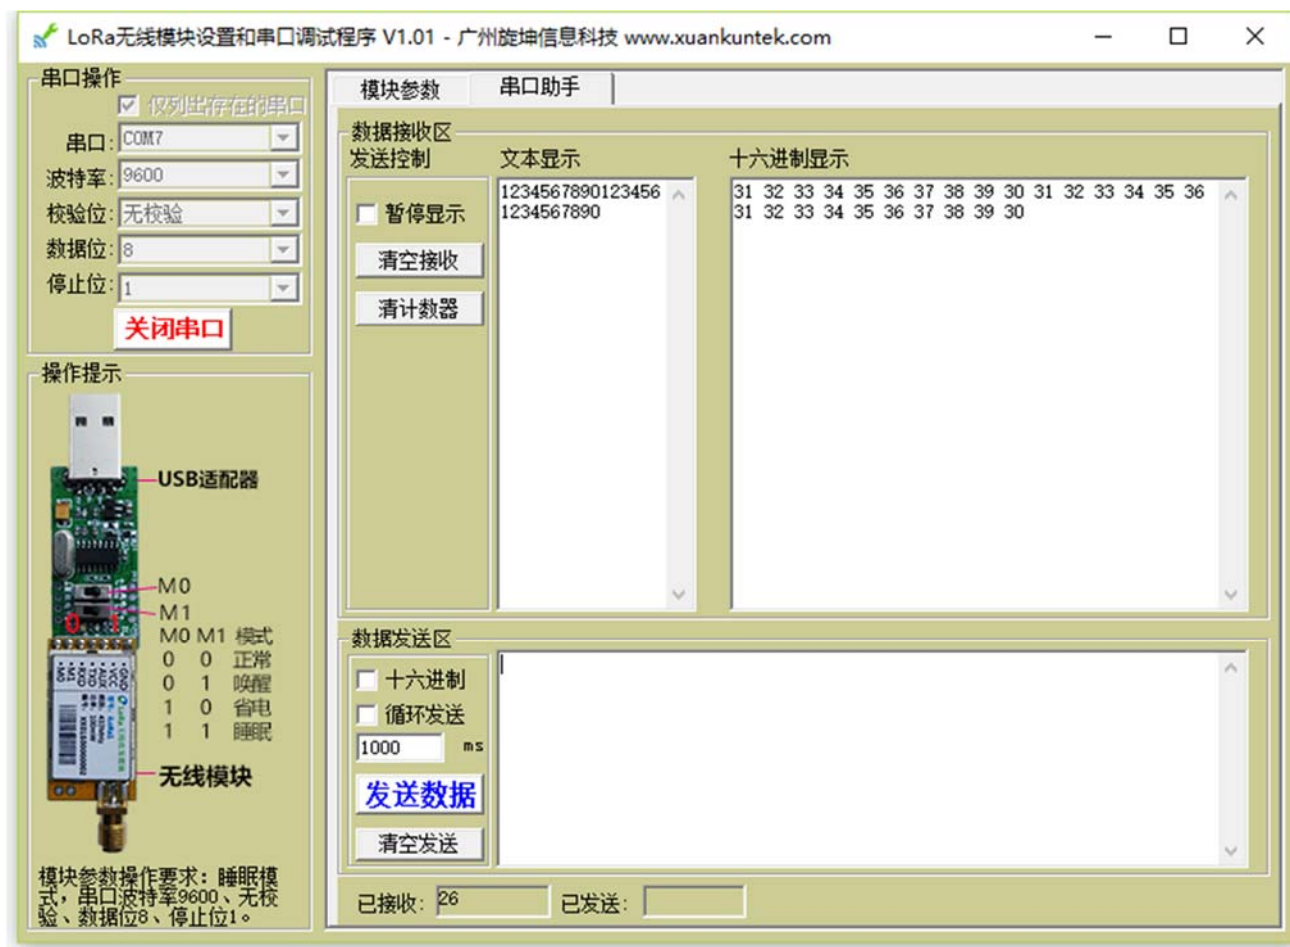 LoRa无线模块设置和串口调试程序 V1.01 - 广州旋坤信息科技 www.xuankuntek.com
串口操作
仅列出存在的串口
串口: COM7
波特率: 9600
校验位: 无校验
数据位: 8
停止位: 1
关闭串口
操作提示
USB适配器
M0
M1
0 1
M0 M1 模式
0 0 正常
0 1 唤醒
1 0 省电
1 1 睡眠
GND
VCC
AUX
TXD
RXD
M1
M0
无线模块
模块参数操作要求: 睡眠模
式, 串口波特率9600、无校
验、数据位8、停止位1。
模块参数 串口助手
数据接收区
发送控制 文本显示 十六进制显示
暂停显示
清空接收
清计数器
1234567890123456
1234567890
31 32 33 34 35 36 37 38 39 30 31 32 33 34 35 36
31 32 33 34 35 36 37 38 39 30
数据发送区
十六进制
循环发送
1000 ms
发送数据
清空发送
已接收: 26 已发送: